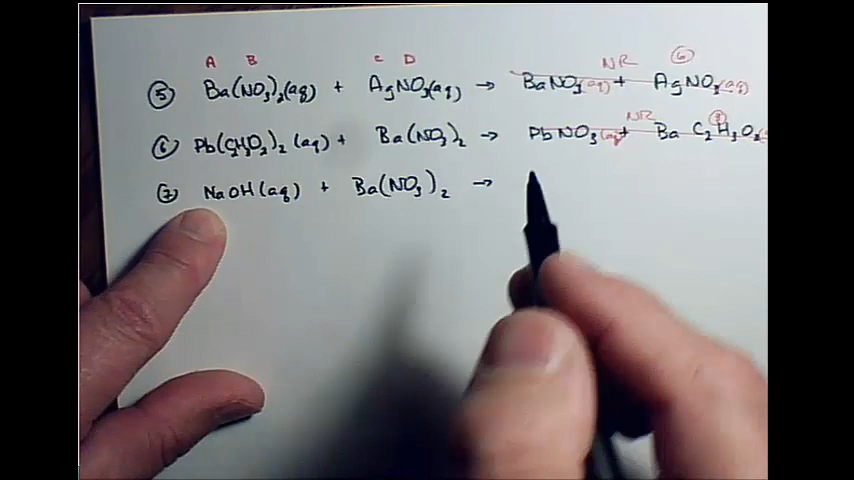 A B C D NR 6
5 Ba(NO3)2(aq) + AgNO3(aq) → BaNO3(aq) + AgNO3(aq)
6 Pb(C2H3O2)2(aq) + Ba(NO3)2 → PbNO3(aq) + Ba C2H3O2(a NR 7
7 NaOH(aq) + Ba(NO3)2 →